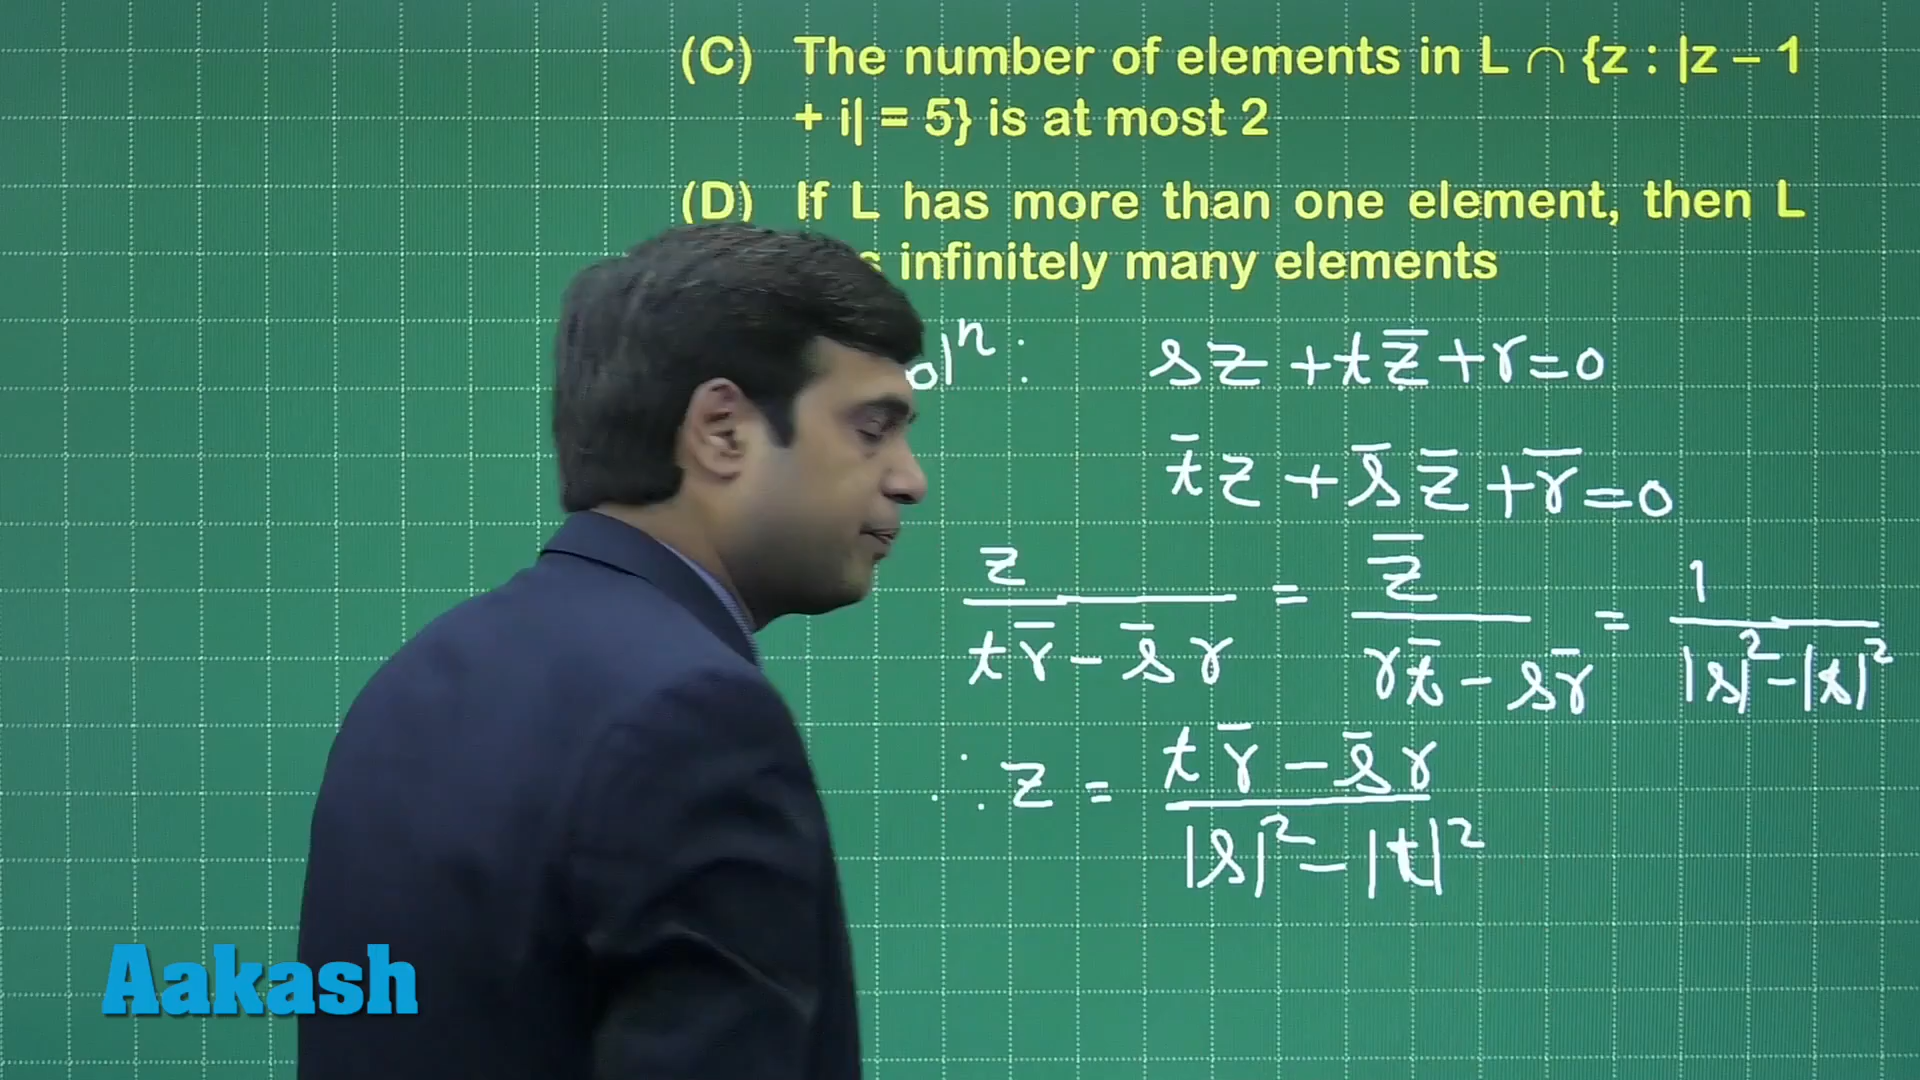 (C) The number of elements in L ∩ {z : |z – 1
+ i| = 5} is at most 2
(D) If L has more than one element, then L
infinitely many elements
ol^n : sz + tz̄ + r = 0
t̄z + s̄z̄ + r̄ = 0
z / (tr̄ - s̄r) = z̄ / (rt̄ - sr̄) = 1 / (|s|² - |t|²)
∴ z = (tr̄ - s̄r) / (|s|² - |t|²)
Aakash